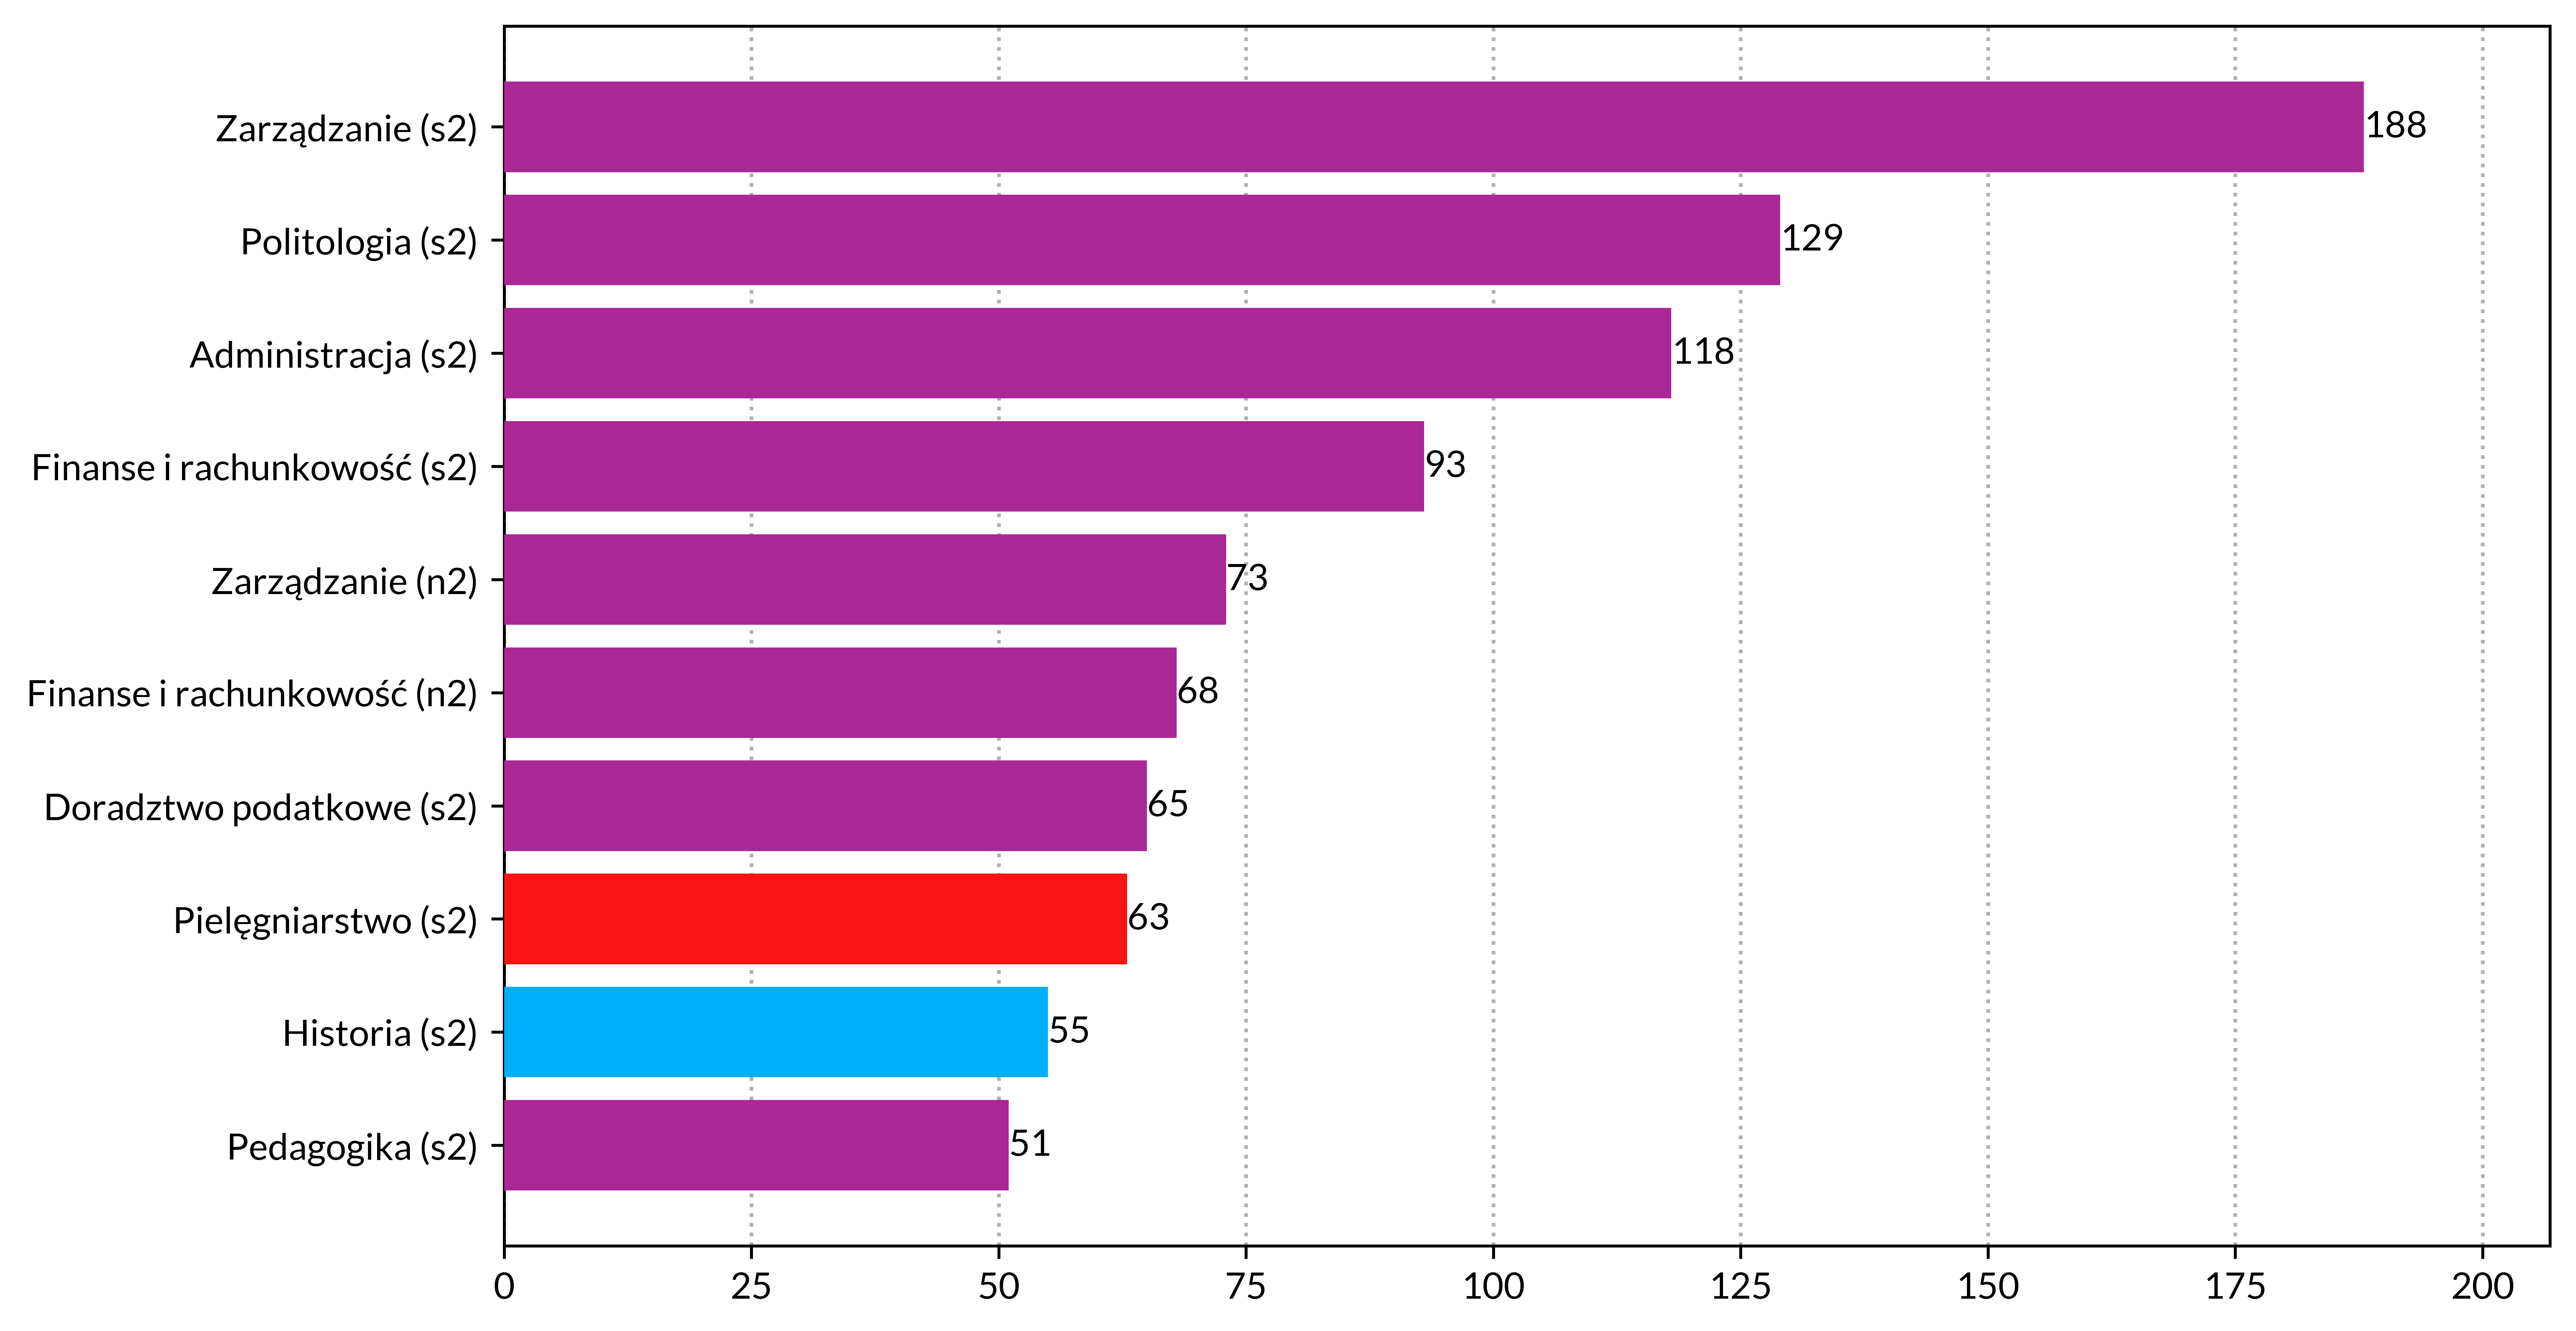 Zarządzanie (s2) 188
Politologia (s2) 129
Administracja (s2) 118
Finanse i rachunkowość (s2) 93
Zarządzanie (n2) 73
Finanse i rachunkowość (n2) 68
Doradztwo podatkowe (s2) 65
Pielęgniarstwo (s2) 63
Historia (s2) 55
Pedagogika (s2) 51
0 25 50 75 100 125 150 175 200